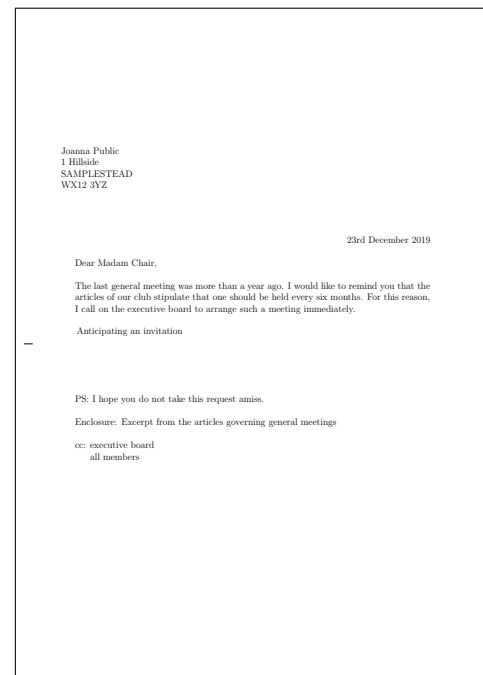 Joanna Public
1 Hillside
SAMPLESTEAD
WX12 3YZ
23rd December 2019
Dear Madam Chair,
The last general meeting was more than a year ago. I would like to remind you that the
articles of our club stipulate that one should be held every six months. For this reason,
I call on the executive board to arrange such a meeting immediately.
Anticipating an invitation
PS: I hope you do not take this request amiss.
Enclosure: Excerpt from the articles governing general meetings
cc: executive board
all members